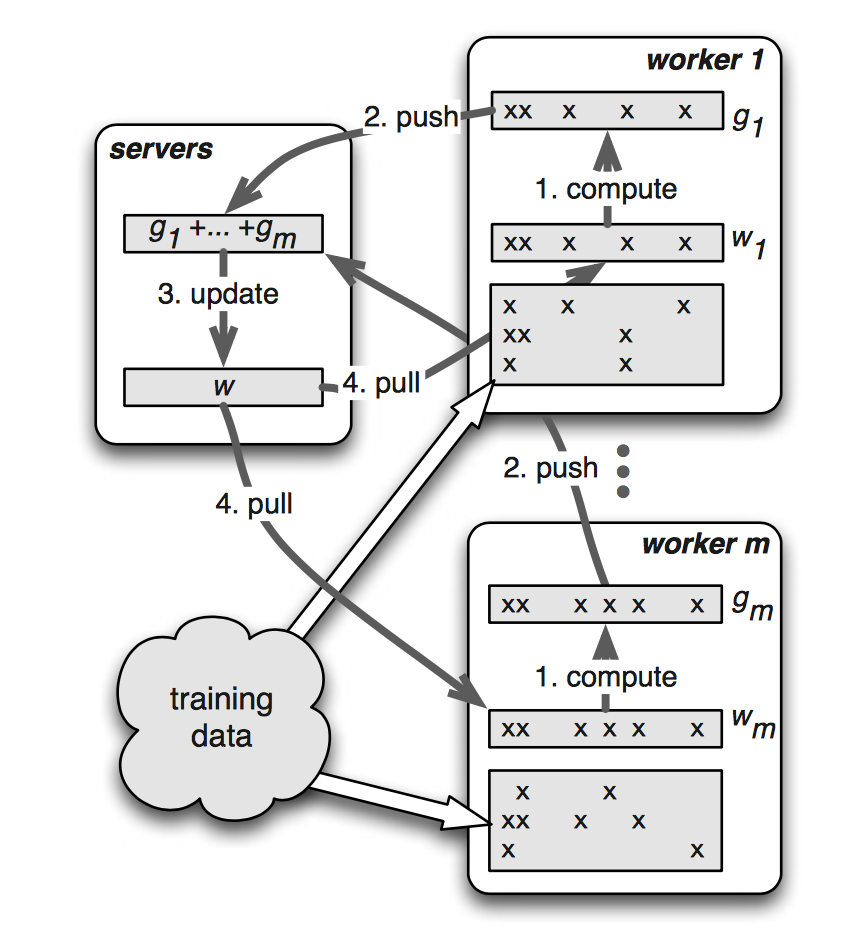 servers
g1 +... +gm
3. update
w
2. push
4. pull
4. pull
worker 1
xx x x x
g1
1. compute
xx x x x
w1
x x x
xx x
x x
2. push
worker m
xx x x x x
gm
1. compute
xx x x x x
wm
x x
xx x x
x x
training
data